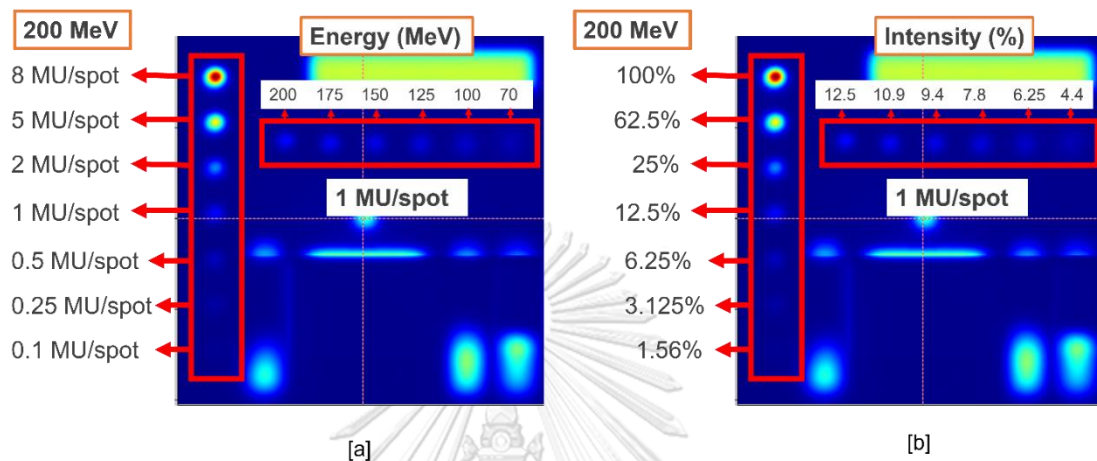 200 MeV
Energy (MeV)
8 MU/spot
5 MU/spot
2 MU/spot
1 MU/spot
0.5 MU/spot
0.25 MU/spot
0.1 MU/spot
200 175 150 125 100 70
1 MU/spot
[a]
200 MeV
Intensity (%)
100%
62.5%
25%
12.5%
6.25%
3.125%
1.56%
12.5 10.9 9.4 7.8 6.25 4.4
1 MU/spot
[b]